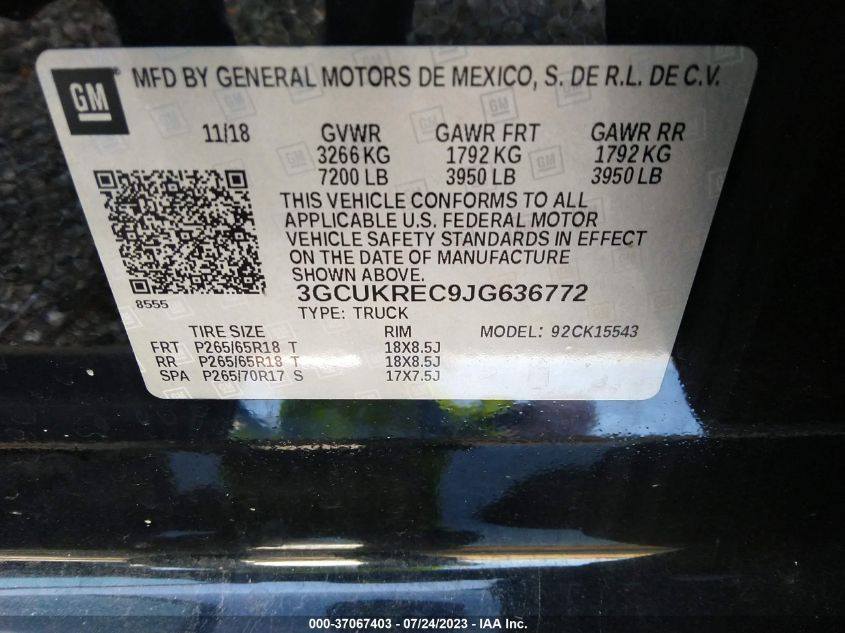 GM
MFD BY GENERAL MOTORS DE MEXICO, S. DE R.L. DE C.V.
11/18 GVWR GAWR FRT GAWR RR
3266 KG 1792 KG 1792 KG
7200 LB 3950 LB 3950 LB
THIS VEHICLE CONFORMS TO ALL
APPLICABLE U.S. FEDERAL MOTOR
VEHICLE SAFETY STANDARDS IN EFFECT
ON THE DATE OF MANUFACTURE
SHOWN ABOVE.
8555
3GCUKREC9JG636772
TYPE: TRUCK
TIRE SIZE RIM MODEL: 92CK15543
FRT P265/65R18 T 18X8.5J
RR P265/65R18 T 18X8.5J
SPA P265/70R17 S 17X7.5J
000-37067403 - 07/24/2023 - IAA Inc.